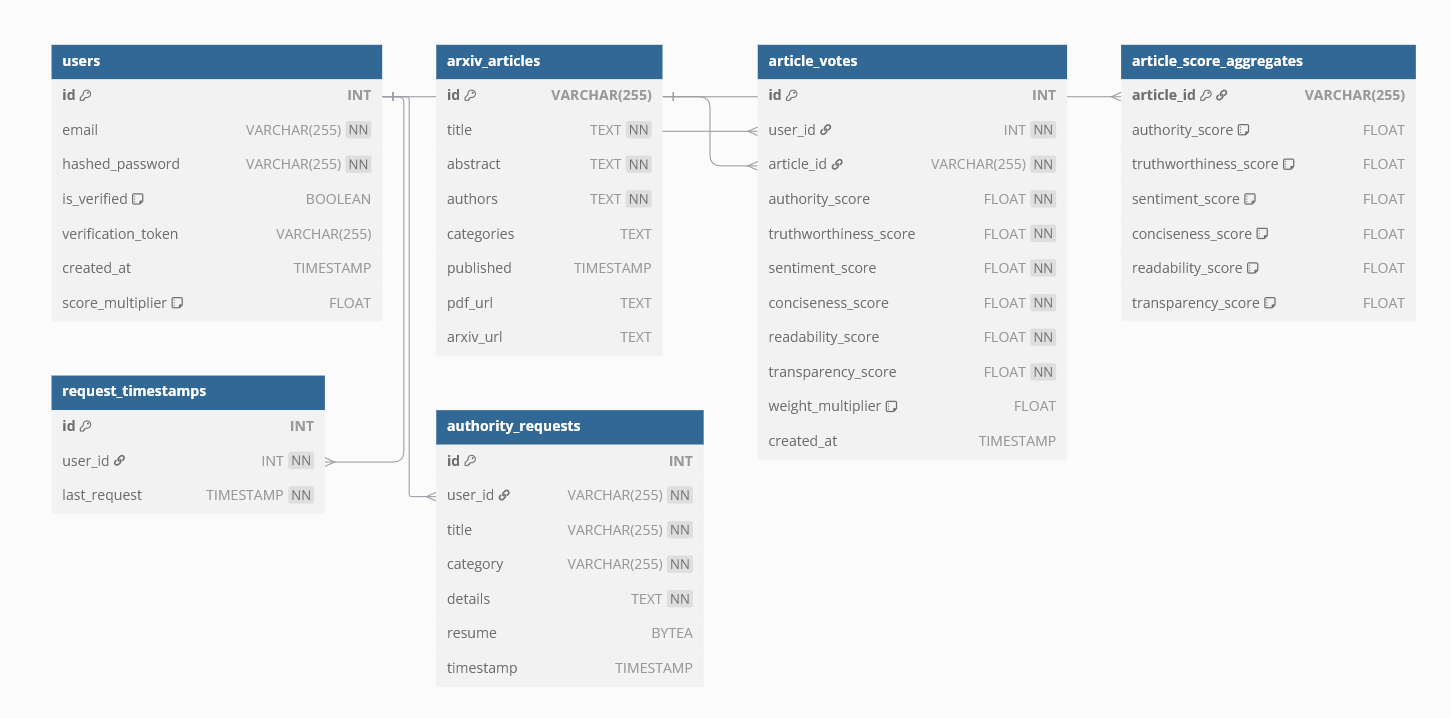 users
id INT
email VARCHAR(255) NN
hashed_password VARCHAR(255) NN
is_verified BOOLEAN
verification_token VARCHAR(255)
created_at TIMESTAMP
score_multiplier FLOAT
arxiv_articles
id VARCHAR(255)
title TEXT NN
abstract TEXT NN
authors TEXT NN
categories TEXT
published TIMESTAMP
pdf_url TEXT
arxiv_url TEXT
article_votes
id INT
user_id INT NN
article_id VARCHAR(255) NN
authority_score FLOAT NN
truthworthiness_score FLOAT NN
sentiment_score FLOAT NN
conciseness_score FLOAT NN
readability_score FLOAT NN
transparency_score FLOAT NN
weight_multiplier FLOAT
created_at TIMESTAMP
article_score_aggregates
article_id VARCHAR(255)
authority_score FLOAT
truthworthiness_score FLOAT
sentiment_score FLOAT
conciseness_score FLOAT
readability_score FLOAT
transparency_score FLOAT
request_timestamps
id INT
user_id INT NN
last_request TIMESTAMP NN
authority_requests
id INT
user_id VARCHAR(255) NN
title VARCHAR(255) NN
category VARCHAR(255) NN
details TEXT NN
resume BYTEA
timestamp TIMESTAMP